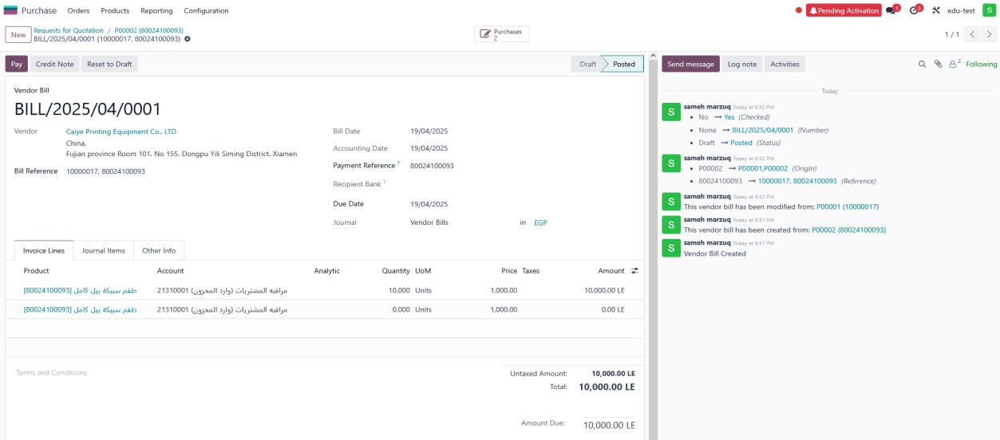 Purchase Orders Products Reporting Configuration
Pending Activation 1 3 edu-test S
New Requests for Quotation / P00002 (80024100093)
BILL/2025/04/0001 (10000017, 80024100093)
Purchases
2
1 / 1
Pay Credit Note Reset to Draft Draft Posted
Send message Log note Activities 2 Following
Vendor Bill
BILL/2025/04/0001
Vendor Caiye Printing Equipment Co., LTD
China,
Fujian province Room 101. No 155. Dongpu Yili Siming District. Xiamen
Bill Reference 10000017, 80024100093
Bill Date 19/04/2025
Accounting Date 19/04/2025
Payment Reference ? 80024100093
Recipient Bank ?
Due Date 19/04/2025
Journal Vendor Bills in EGP
Invoice Lines Journal Items Other Info
Product Account Analytic Quantity UoM Price Taxes Amount
[80024100093] طقم سبيكة بيل كامل 21310001 مراقبه المشتريات (وارد المخزون) 10.000 Units 1,000.00 10,000.00 LE
[80024100093] طقم سبيكة بيل كامل 21310001 مراقبه المشتريات (وارد المخزون) 0.000 Units 1,000.00 0.00 LE
Terms and Conditions
Untaxed Amount: 10,000.00 LE
Total: 10,000.00 LE
Amount Due: 10,000.00 LE
Today
S sameh marzuq Today at 8:32 PM
No → Yes (Checked)
None → BILL/2025/04/0001 (Number)
Draft → Posted (Status)
S sameh marzuq Today at 8:32 PM
P00002 → P00001,P00002 (Origin)
80024100093 → 10000017, 80024100093 (Reference)
S sameh marzuq Today at 8:32 PM
This vendor bill has been modified from: P00001 (10000017)
S sameh marzuq Today at 8:31 PM
This vendor bill has been created from: P00002 (80024100093)
S sameh marzuq Today at 8:31 PM
Vendor Bill Created